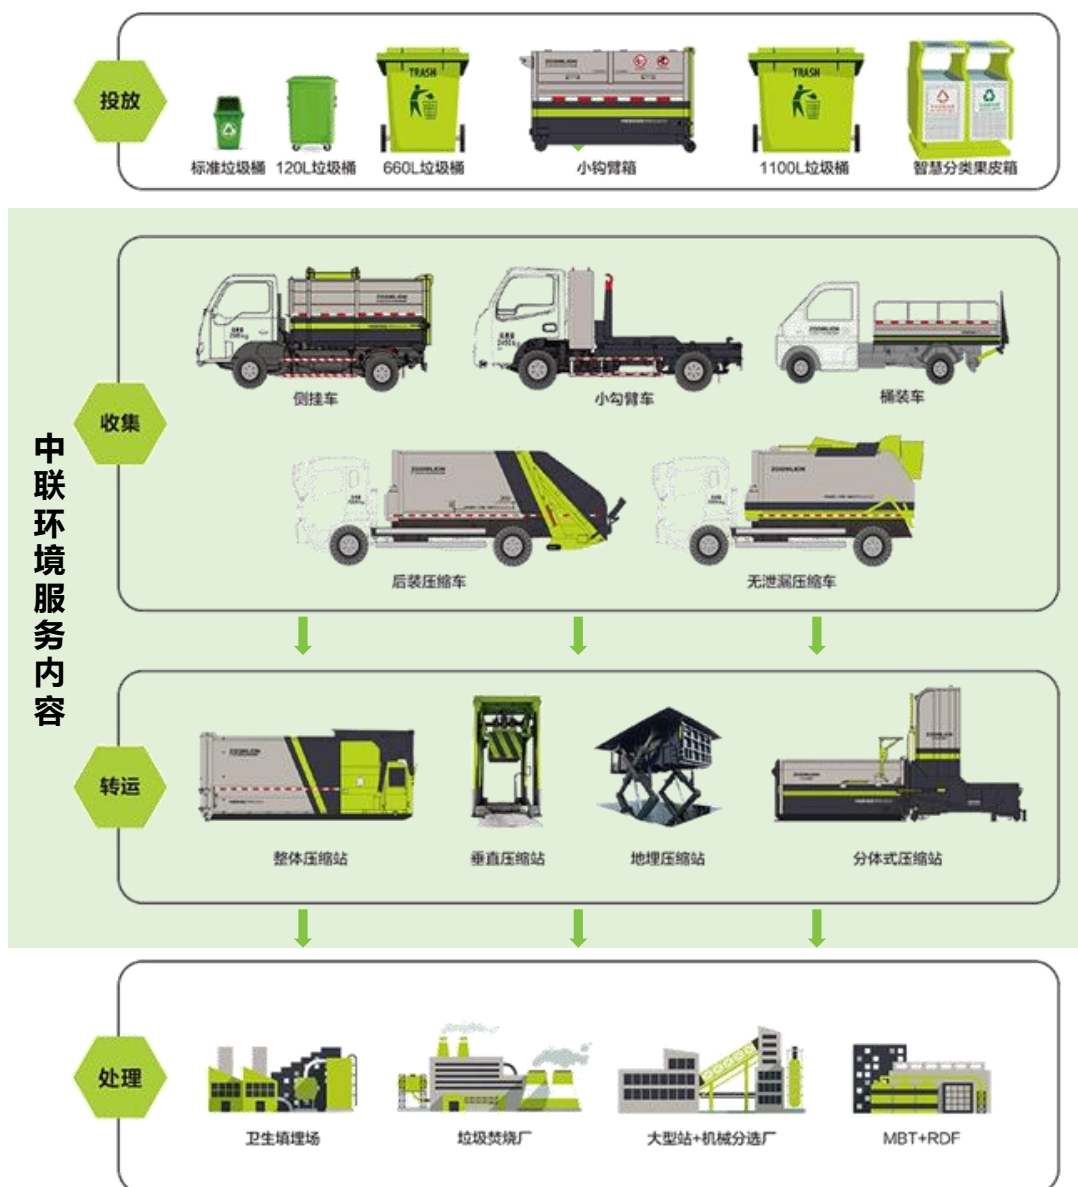 投放
TRASH
TRASH
标准垃圾桶
120L垃圾桶
660L垃圾桶
小钩臂箱
1100L垃圾桶
智慧分类果皮箱
中联环境服务内容
收集
ZOOMLION
ZOOMLION
侧挂车
小勾臂车
桶装车
ZOOMLION
ZOOMLION
后装压缩车
无泄漏压缩车
转运
ZOOMLION
ZOOMLION
整体压缩站
垂直压缩站
地埋压缩站
分体式压缩站
处理
卫生填埋场
垃圾焚烧厂
大型站+机械分选厂
MBT+RDF